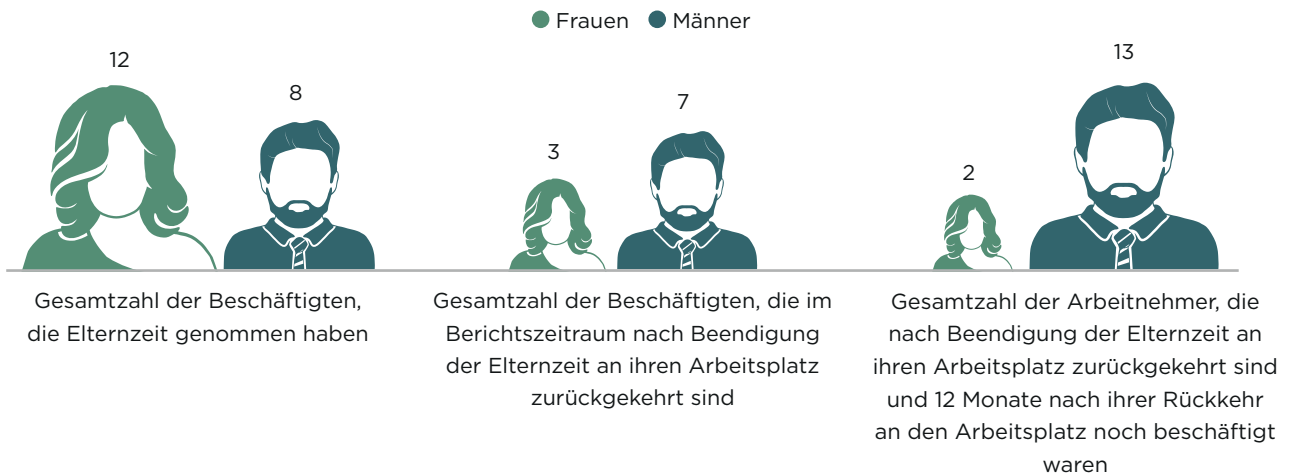 Frauen Männer
12
8
3
7
2
13
Gesamtzahl der Beschäftigten,
die Elternzeit genommen haben
Gesamtzahl der Beschäftigten, die im
Berichtszeitraum nach Beendigung
der Elternzeit an ihren Arbeitsplatz
zurückgekehrt sind
Gesamtzahl der Arbeitnehmer, die
nach Beendigung der Elternzeit an
ihren Arbeitsplatz zurückgekehrt sind
und 12 Monate nach ihrer Rückkehr
an den Arbeitsplatz noch beschäftigt
waren